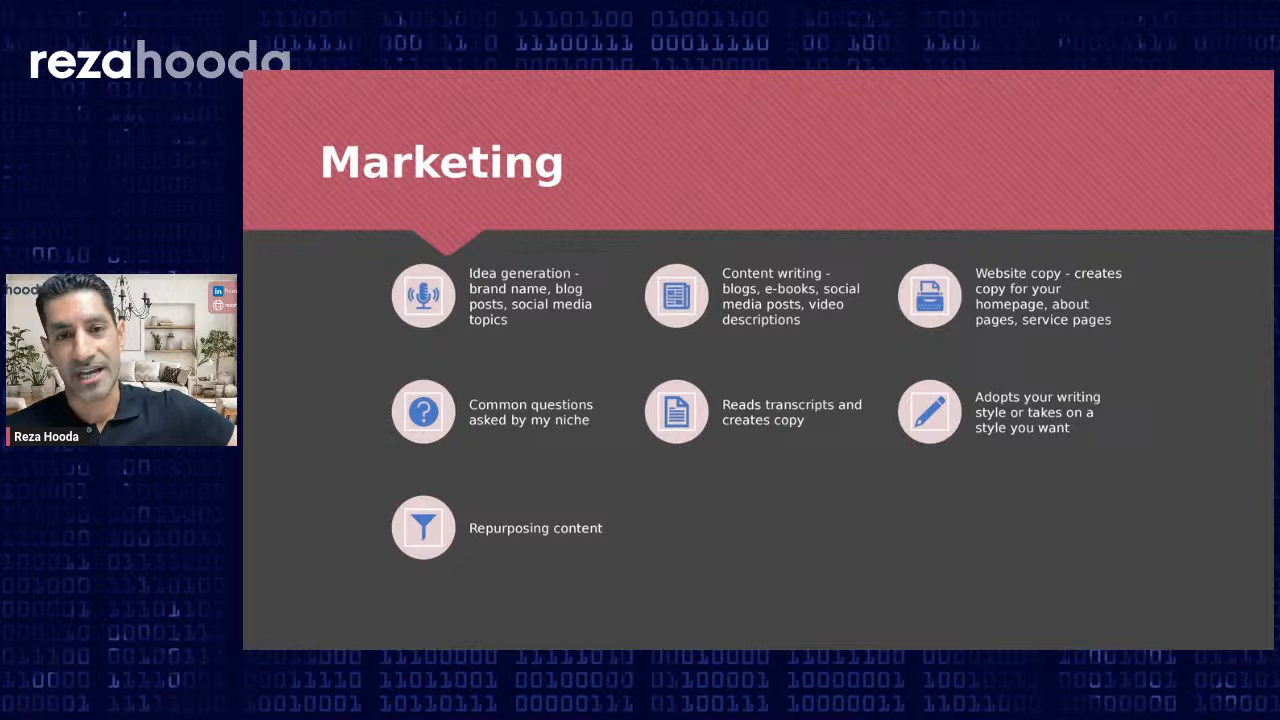 rezahooda
Marketing
Idea generation -
brand name, blog
posts, social media
topics
Content writing -
blogs, e-books, social
media posts, video
descriptions
Website copy - creates
copy for your
homepage, about
pages, service pages
Common questions
asked by my niche
Reads transcripts and
creates copy
Adopts your writing
style or takes on a
style you want
Repurposing content
Reza Hooda